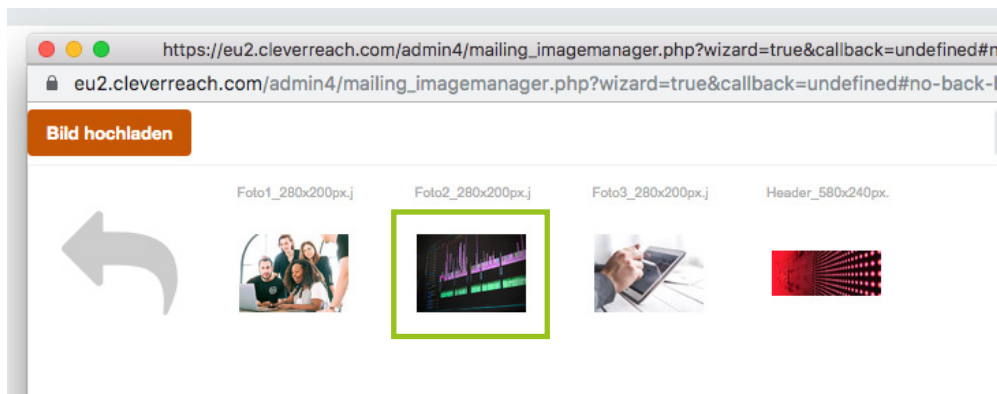 https://eu2.cleverreach.com/admin4/mailing_imagemanager.php?wizard=true&callback=undefined#n
eu2.cleverreach.com/admin4/mailing_imagemanager.php?wizard=true&callback=undefined#no-back-
Bild hochladen
Foto1_280x200px.j Foto2_280x200px.j Foto3_280x200px.j Header_580x240px.